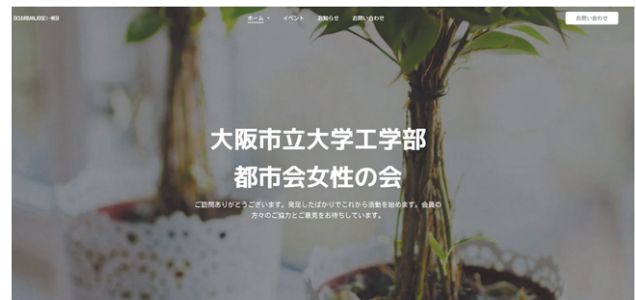 ホーム
イベント
お知らせ
お問い合わせ
お問い合わせ
大阪市立大学工学部
都市会女性の会
ご訪問ありがとうございます。発足したばかりでこれから活動を始めます。会員の
方々のご協力とご意見をお待ちしています。